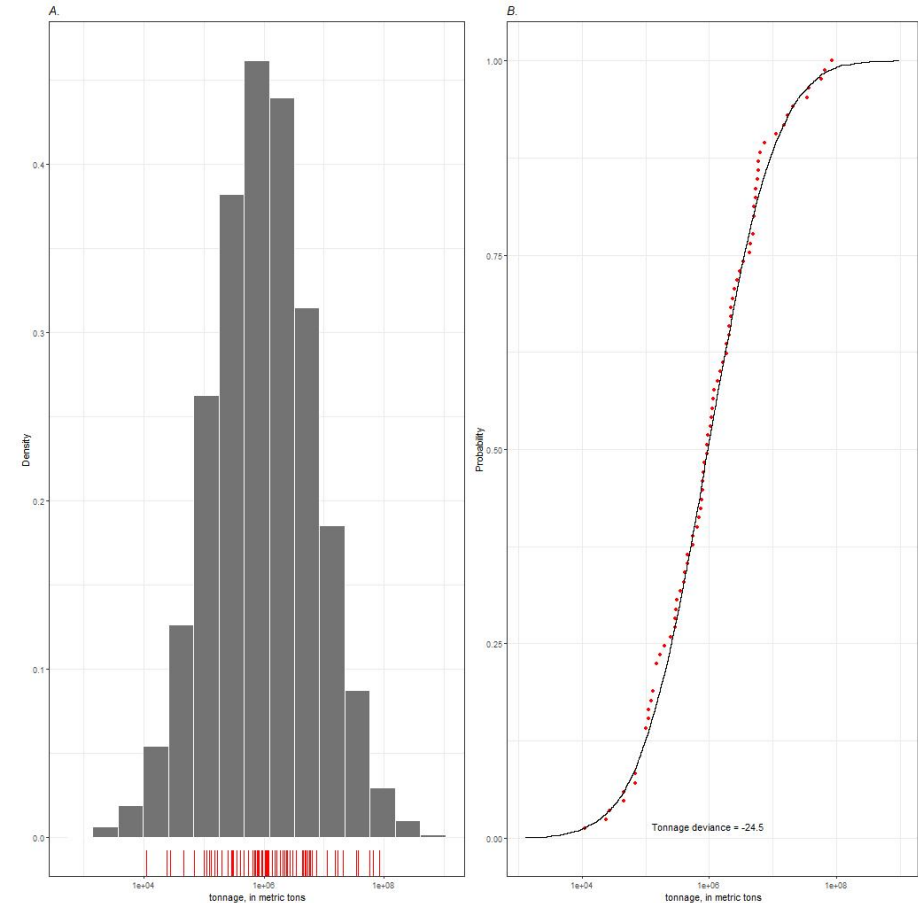 A.
B.
0.4
0.3
0.2
0.1
0.0
Density
1e+04
1e+06
1e+08
tonnage, in metric tons
1.00
0.75
0.50
0.25
0.00
Probability
Tonnage deviance = -24.5
1e+04
1e+06
1e+08
tonnage, in metric tons